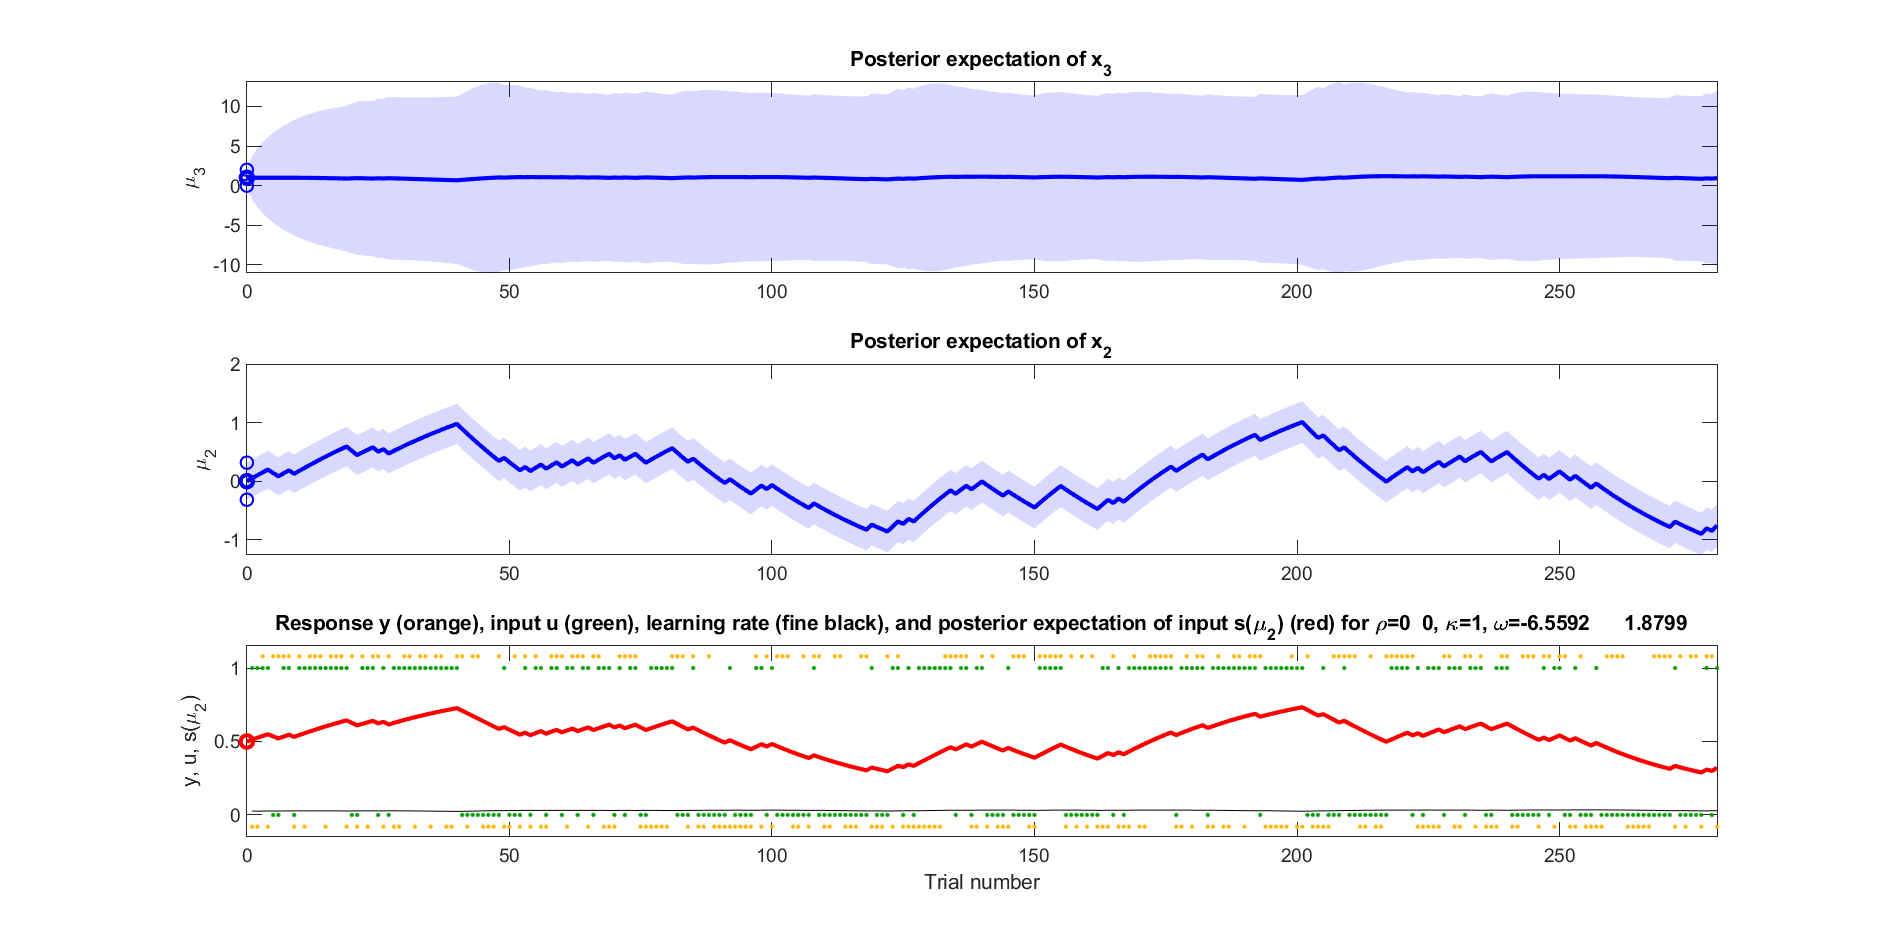 Posterior expectation of x3
10
5
0
-5
-10
μ3
0 50 100 150 200 250
Posterior expectation of x2
2
1
0
-1
μ2
0 50 100 150 200 250
Response y (orange), input u (green), learning rate (fine black), and posterior expectation of input s(μ2) (red) for ρ=0 0, κ=1, ω=-6.5592 1.8799
1
0.5
0
y, u, s(μ2)
0 50 100 150 200 250
Trial number